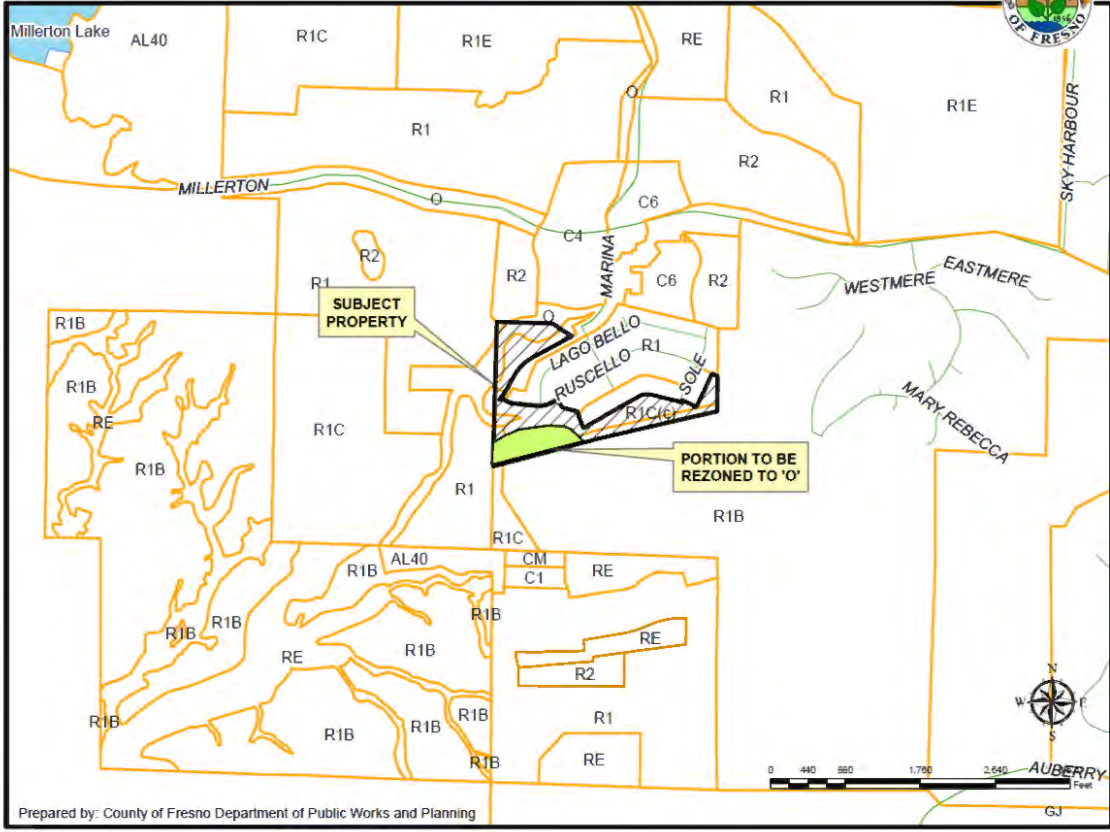 Millerton Lake
AL40
R1C
R1E
RE
OF FRESNO
1856
O
R1
R1E
SKY HARBOUR
R1
R2
MILLERTON
O
C6
C4
MARINA
R2
R1
R2
C6
R2
WESTMERE
EASTMERE
SUBJECT
PROPERTY
O
R1B
LAGO BELLO
R1
RUSCELLO
SOLE
R1B
RE
R1C(c)
MARY REBECCA
R1C
R1B
PORTION TO BE
REZONED TO 'O'
R1
R1B
R1C
AL40
CM
R1B
C1
RE
R1B
R1B
R1B
RE
RE
R1B
R2
N
W
E
S
R1B
R1B
R1B
R1B
R1
R1B
RE
0 440 880 1,760 2,640
Feet
AUBERRY
GJ
Prepared by: County of Fresno Department of Public Works and Planning